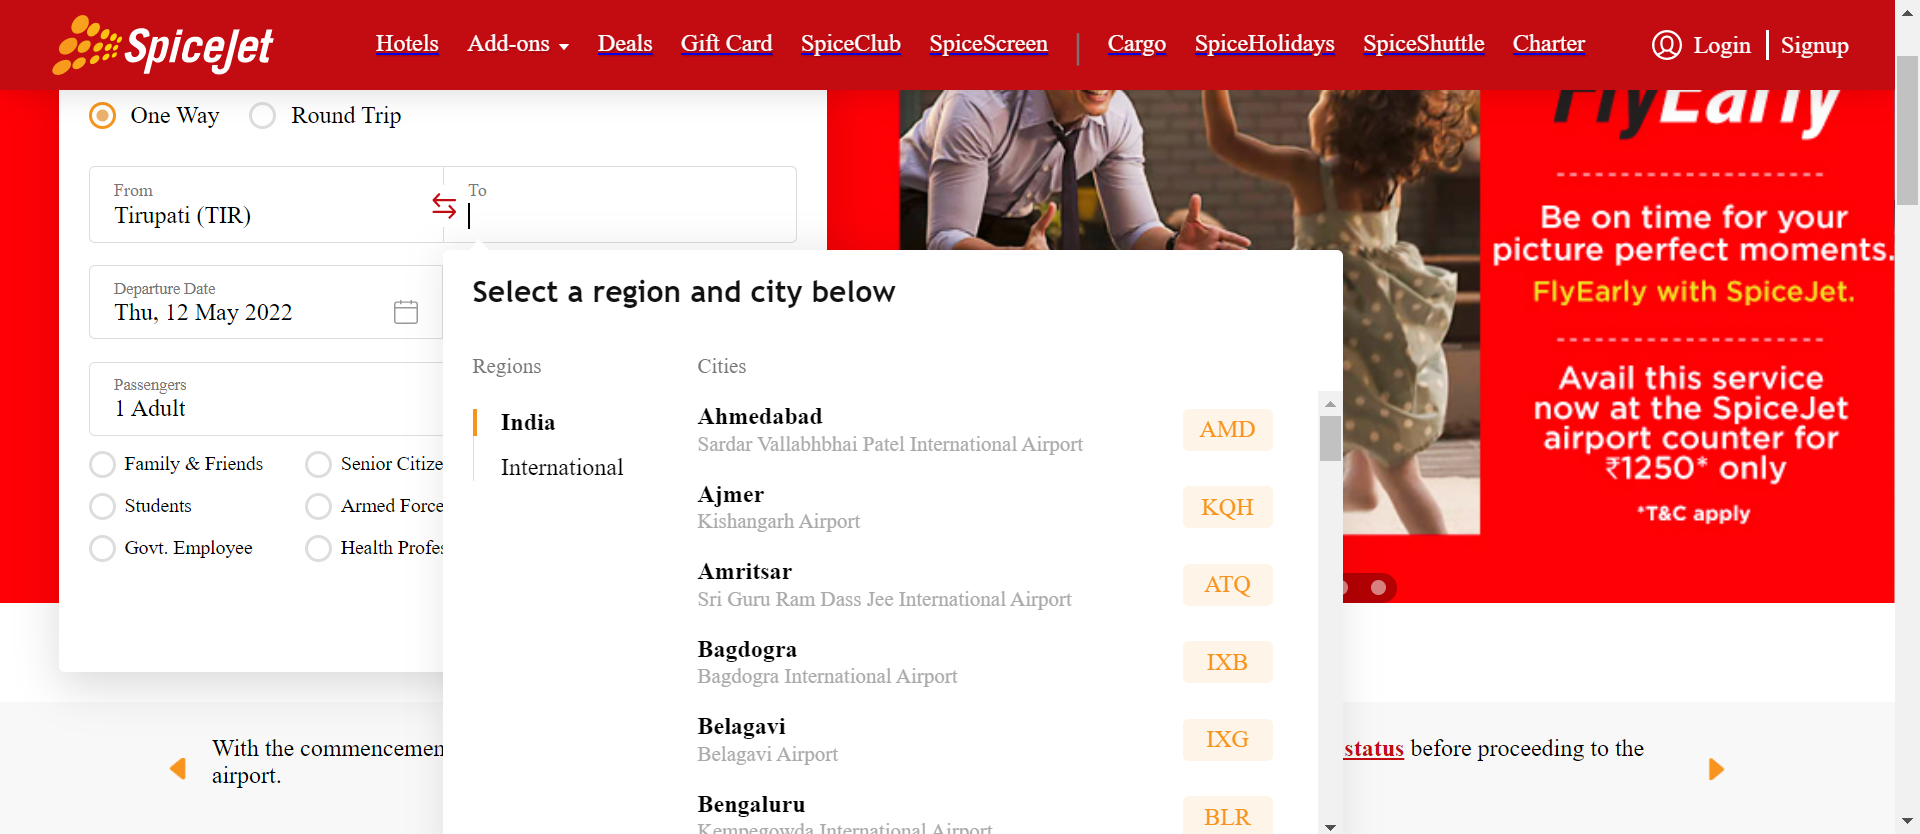 SpiceJet
Hotels Add-ons Deals Gift Card SpiceClub SpiceScreen Cargo SpiceHolidays SpiceShuttle Charter Login Signup
One Way Round Trip
From
Tirupati (TIR)
To
Departure Date
Thu, 12 May 2022
Passengers
1 Adult
Family & Friends Senior Citize
Students Armed Force
Govt. Employee Health Profes
Select a region and city below
Regions
India
International
Cities
Ahmedabad
Sardar Vallabhbhai Patel International Airport
AMD
Ajmer
Kishangarh Airport
KQH
Amritsar
Sri Guru Ram Dass Jee International Airport
ATQ
Bagdogra
Bagdogra International Airport
IXB
Belagavi
Belagavi Airport
IXG
Bengaluru
Kempegowda International Airport
BLR
FlyEarly
Be on time for your
picture perfect moments.
FlyEarly with SpiceJet.
Avail this service
now at the SpiceJet
airport counter for
₹1250* only
*T&C apply
With the commencemen status before proceeding to the
airport.